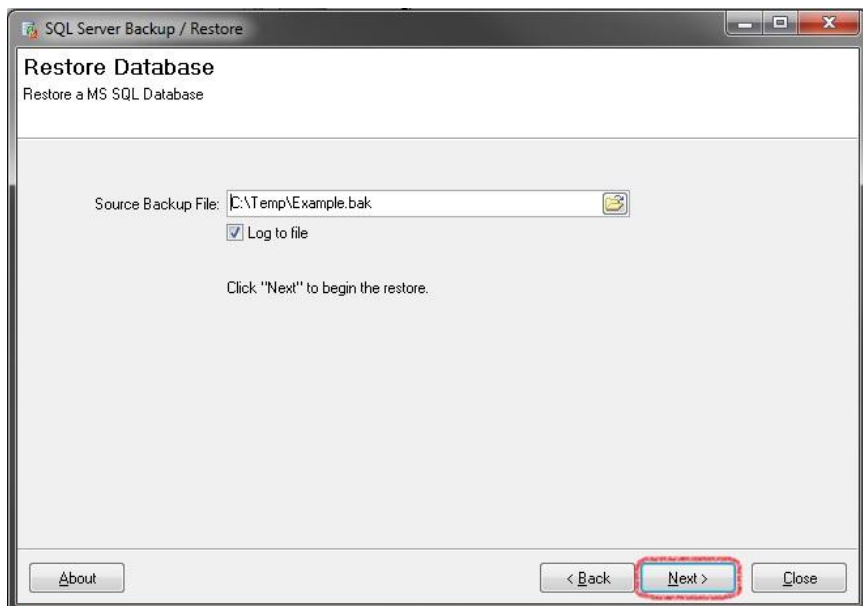 SQL Server Backup / Restore
Restore Database
Restore a MS SQL Database
Source Backup File: C:\Temp\Example.bak
Log to file
Click "Next" to begin the restore.
About < Back Next > Close